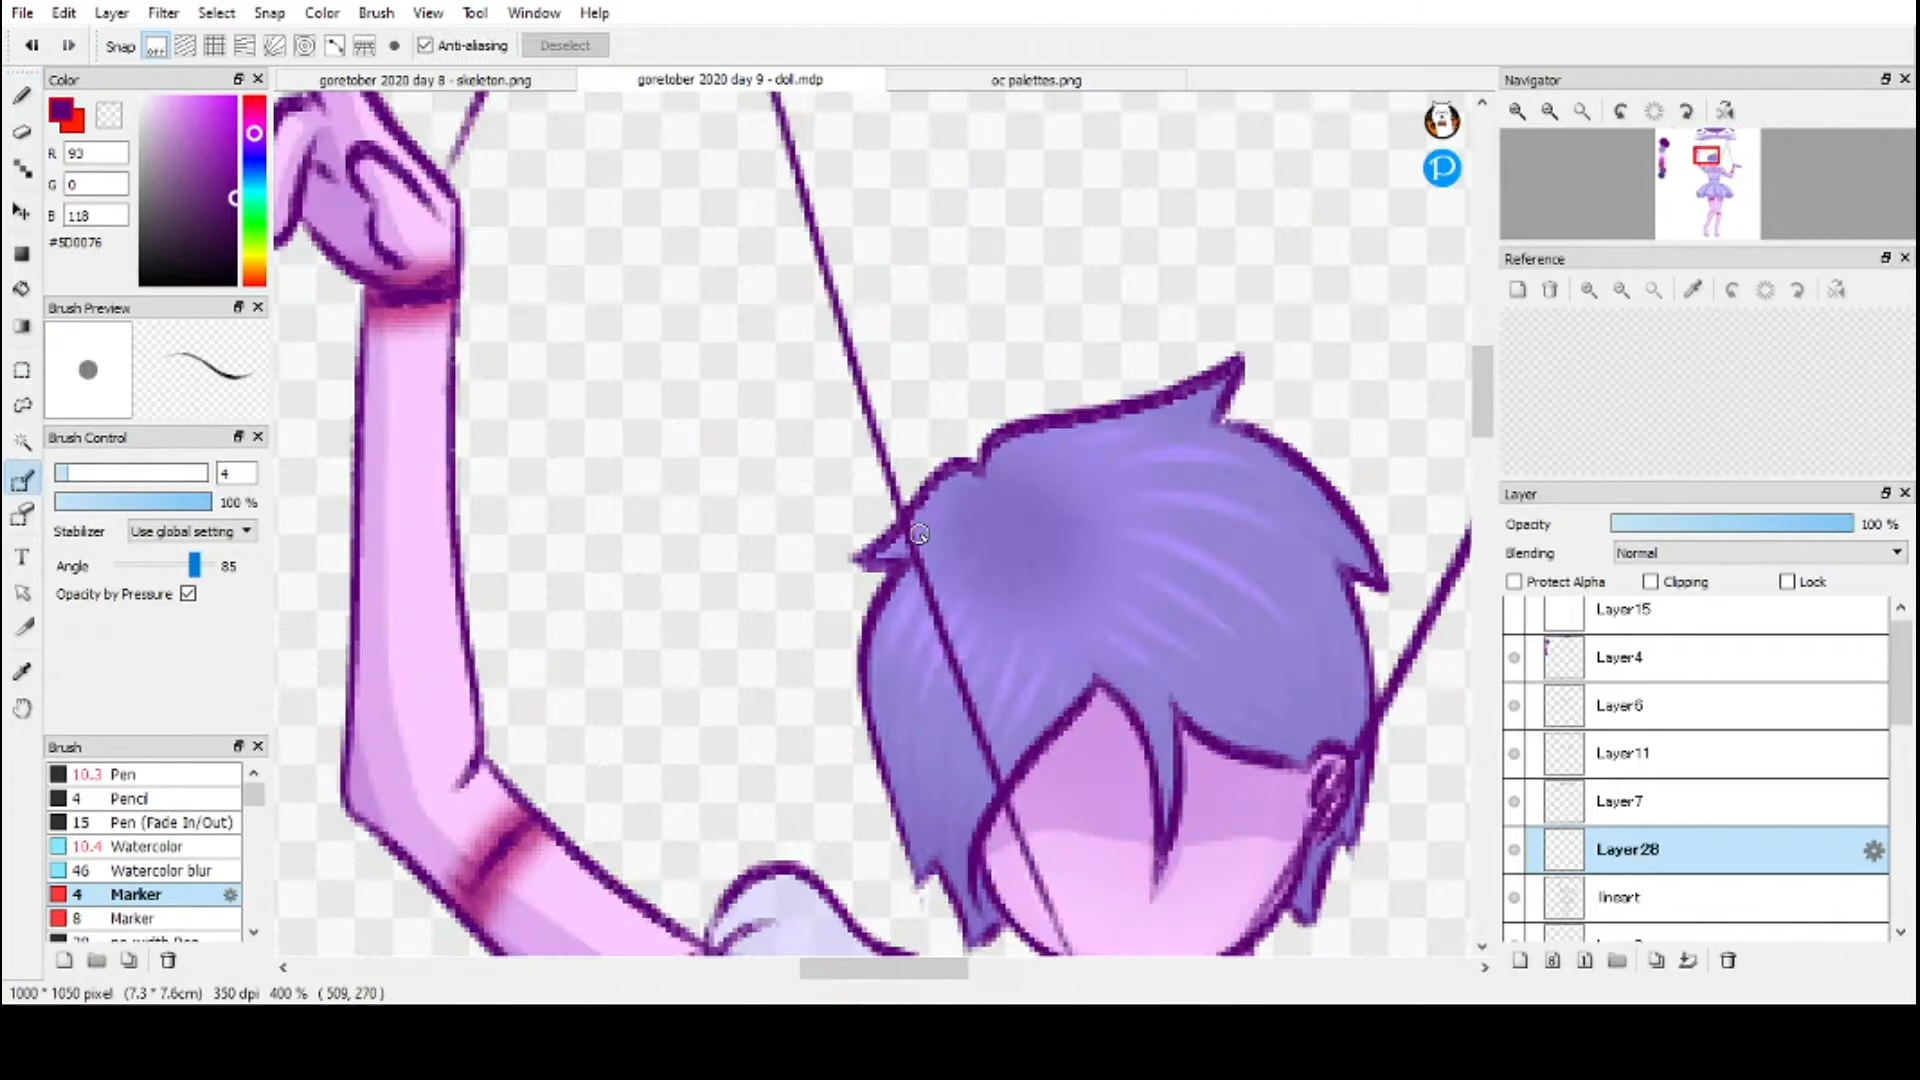 File Edit Layer Filter Select Snap Color Brush View Tool Window Help
Snap OFF Anti-aliasing Deselect
Color
goretober 2020 day 8 - skeleton.png
goretober 2020 day 9 - doll.mdp
oc palettes.png
Navigator
R 93
G 0
B 118
#5D0076
Reference
Brush Preview
Brush Control
4
100 %
Stabilizer Use global setting
Angle 85
Opacity by Pressure
Layer
Opacity 100 %
Blending Normal
Protect Alpha Clipping Lock
Layer15
Layer4
Layer6
Layer11
Layer7
Layer28
lineart
Brush
10.3 Pen
4 Pencil
15 Pen (Fade In/Out)
10.4 Watercolor
46 Watercolor blur
4 Marker
8 Marker
1000 * 1050 pixel (7.3 * 7.6cm) 350 dpi 400 % ( 509, 270 )